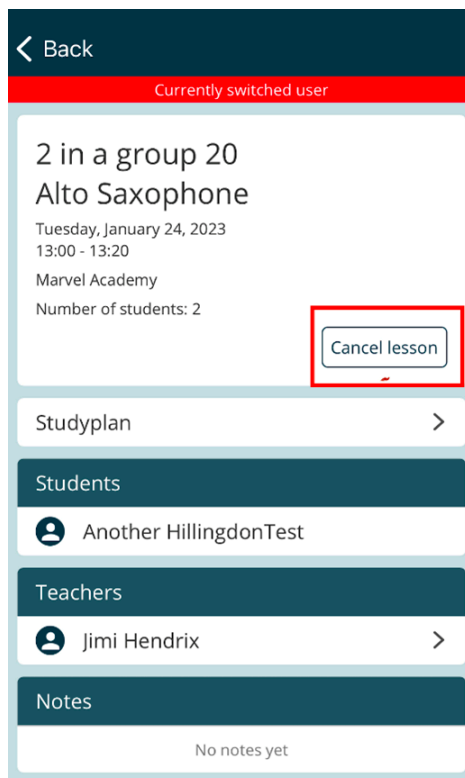 Back
Currently switched user
2 in a group 20
Alto Saxophone
Tuesday, January 24, 2023
13:00 - 13:20
Marvel Academy
Number of students: 2
Cancel lesson
Studyplan
Students
Another HillingdonTest
Teachers
Jimi Hendrix
Notes
No notes yet